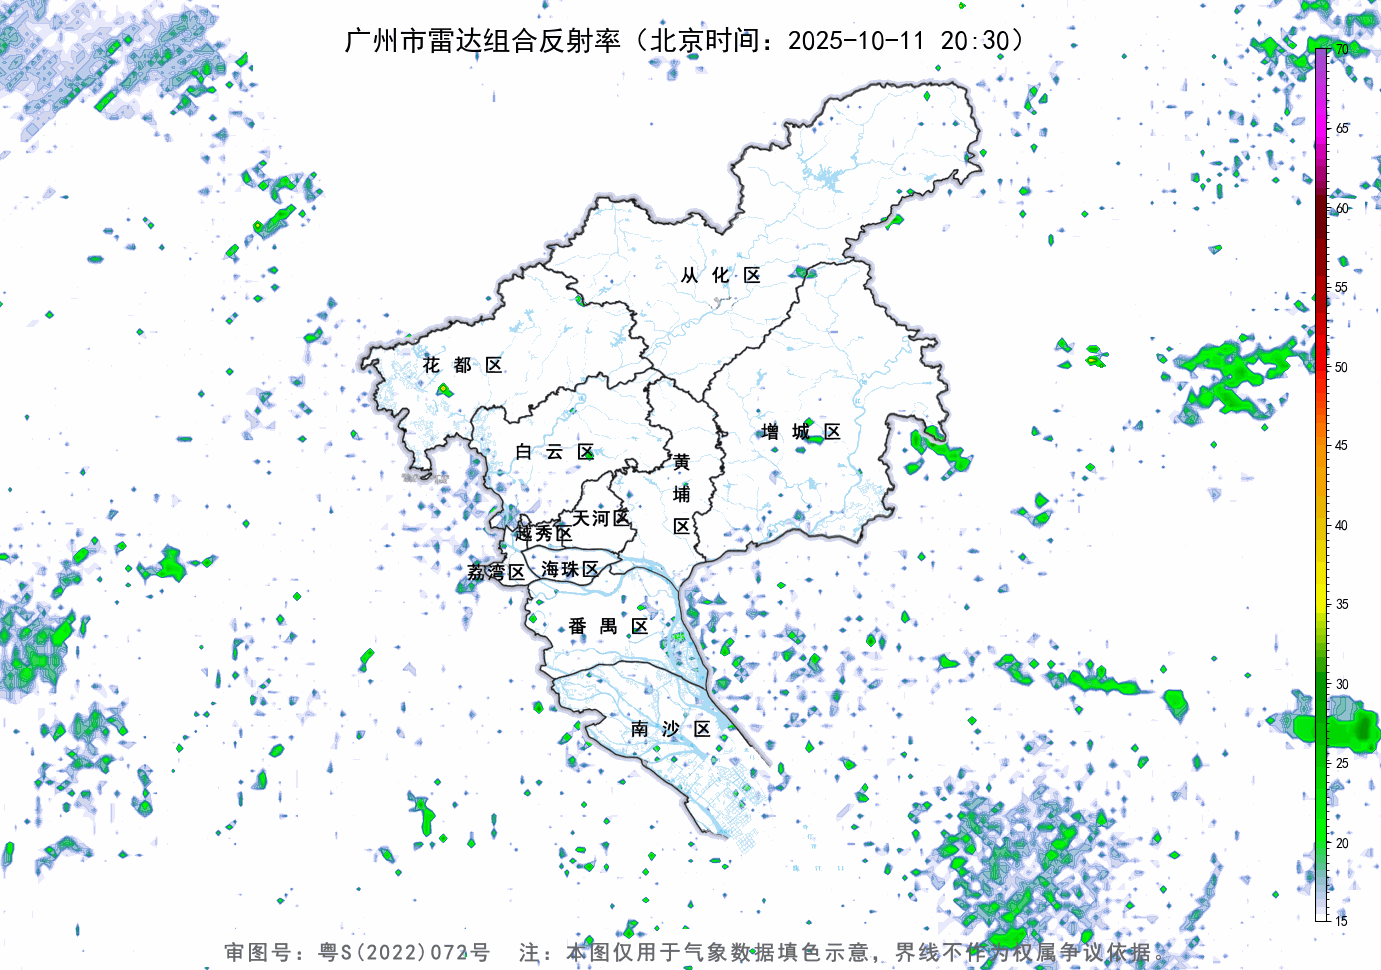 广州市雷达组合反射率（北京时间：2025-10-11 20:30）
70
65
60
55
50
45
40
35
30
25
20
15
从化区
花都区
增城区
白云区
黄埔区
天河区
越秀区
荔湾区
海珠区
番禺区
南沙区
审图号：粤S(2022)072号 注：本图仅用于气象数据填色示意，界线不作为权属争议依据。